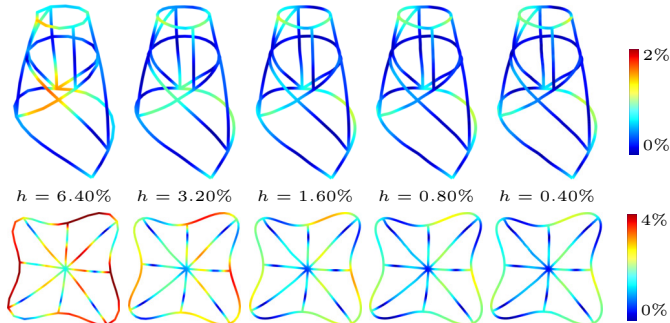 2%
0%
h = 6.40% h = 3.20% h = 1.60% h = 0.80% h = 0.40%
4%
0%